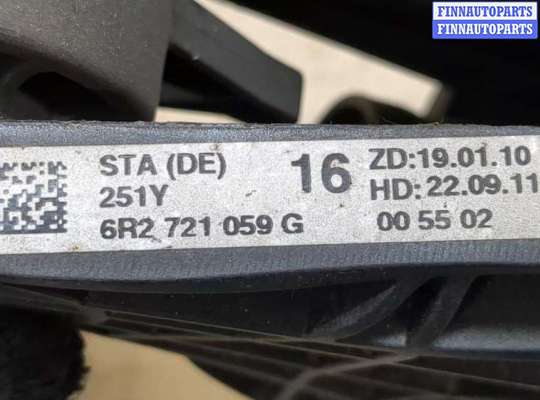 FINNAUTOPARTS
FINNAUTOPARTS
STA (DE) 16 ZD:19.01.10
251Y HD:22.09.11
6R2 721 059 G 00 55 02